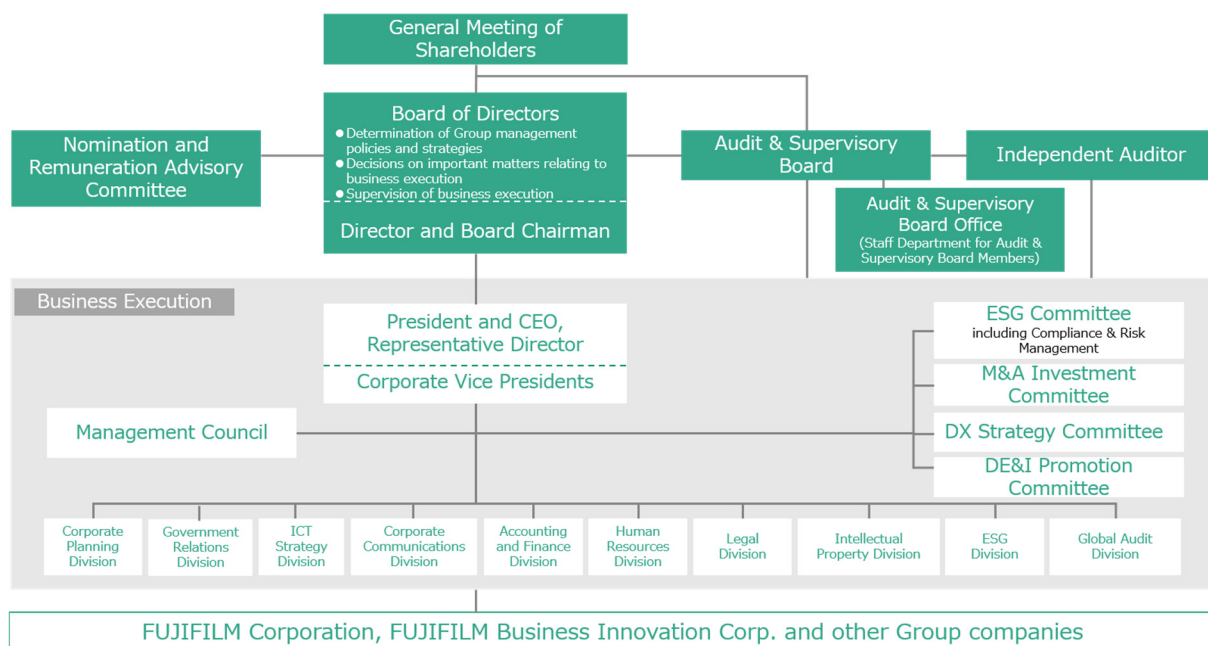 General Meeting of
Shareholders
Board of Directors
●Determination of Group management
policies and strategies
●Decisions on important matters relating to
business execution
●Supervision of business execution
Director and Board Chairman
Nomination and
Remuneration Advisory
Committee
Audit & Supervisory
Board
Independent Auditor
Audit & Supervisory
Board Office
(Staff Department for Audit &
Supervisory Board Members)
Business Execution
President and CEO,
Representative Director
Corporate Vice Presidents
Management Council
ESG Committee
including Compliance & Risk
Management
M&A Investment
Committee
DX Strategy Committee
DE&I Promotion
Committee
Corporate
Planning
Division
Government
Relations
Division
ICT
Strategy
Division
Corporate
Communications
Division
Accounting
and Finance
Division
Human
Resources
Division
Legal
Division
Intellectual
Property Division
ESG
Division
Global Audit
Division
FUJIFILM Corporation, FUJIFILM Business Innovation Corp. and other Group companies